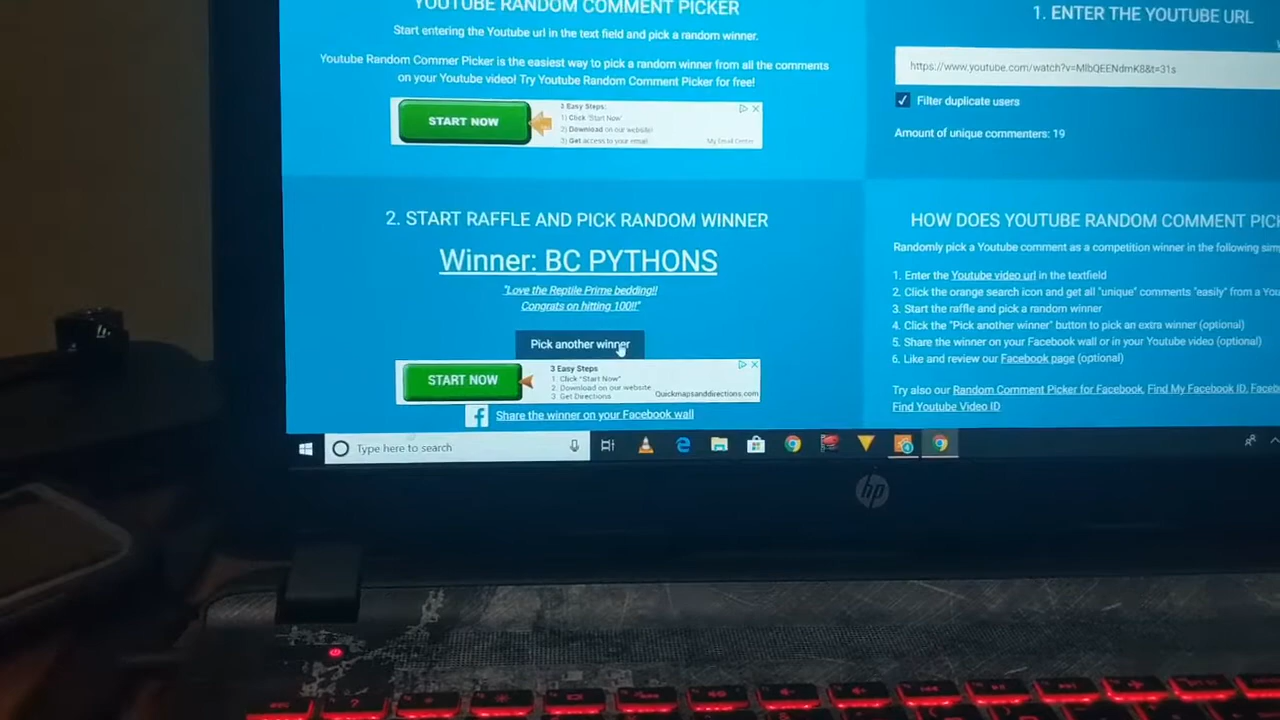 YOUTUBE RANDOM COMMENT PICKER
Start entering the Youtube url in the text field and pick a random winner.
Youtube Random Commer Picker is the easiest way to pick a random winner from all the comments
on your Youtube video! Try Youtube Random Comment Picker for free!
START NOW
3 Easy Steps:
1) Click 'Start Now'
2) Download on our website!
3) Get access to your email
My Email Center
2. START RAFFLE AND PICK RANDOM WINNER
Winner: BC PYTHONS
"Love the Reptile Prime bedding!!
Congrats on hitting 100!!"
Pick another winner
START NOW
3 Easy Steps
1. Click "Start Now"
2. Download on our website
3. Get Directions
Quickmapsanddirections.com
Share the winner on your Facebook wall
1. ENTER THE YOUTUBE URL
https://www.youtube.com/watch?v=MlbQEENdmK8&t=31s
Filter duplicate users
Amount of unique commenters: 19
HOW DOES YOUTUBE RANDOM COMMENT PICK
Randomly pick a Youtube comment as a competition winner in the following sim
1. Enter the Youtube video url in the textfield
2. Click the orange search icon and get all "unique" comments "easily" from a You
3. Start the raffle and pick a random winner
4. Click the "Pick another winner" button to pick an extra winner (optional)
5. Share the winner on your Facebook wall or in your Youtube video (optional)
6. Like and review our Facebook page (optional)
Try also our Random Comment Picker for Facebook, Find My Facebook ID, Faceb
Find Youtube Video ID
Type here to search
4
hp